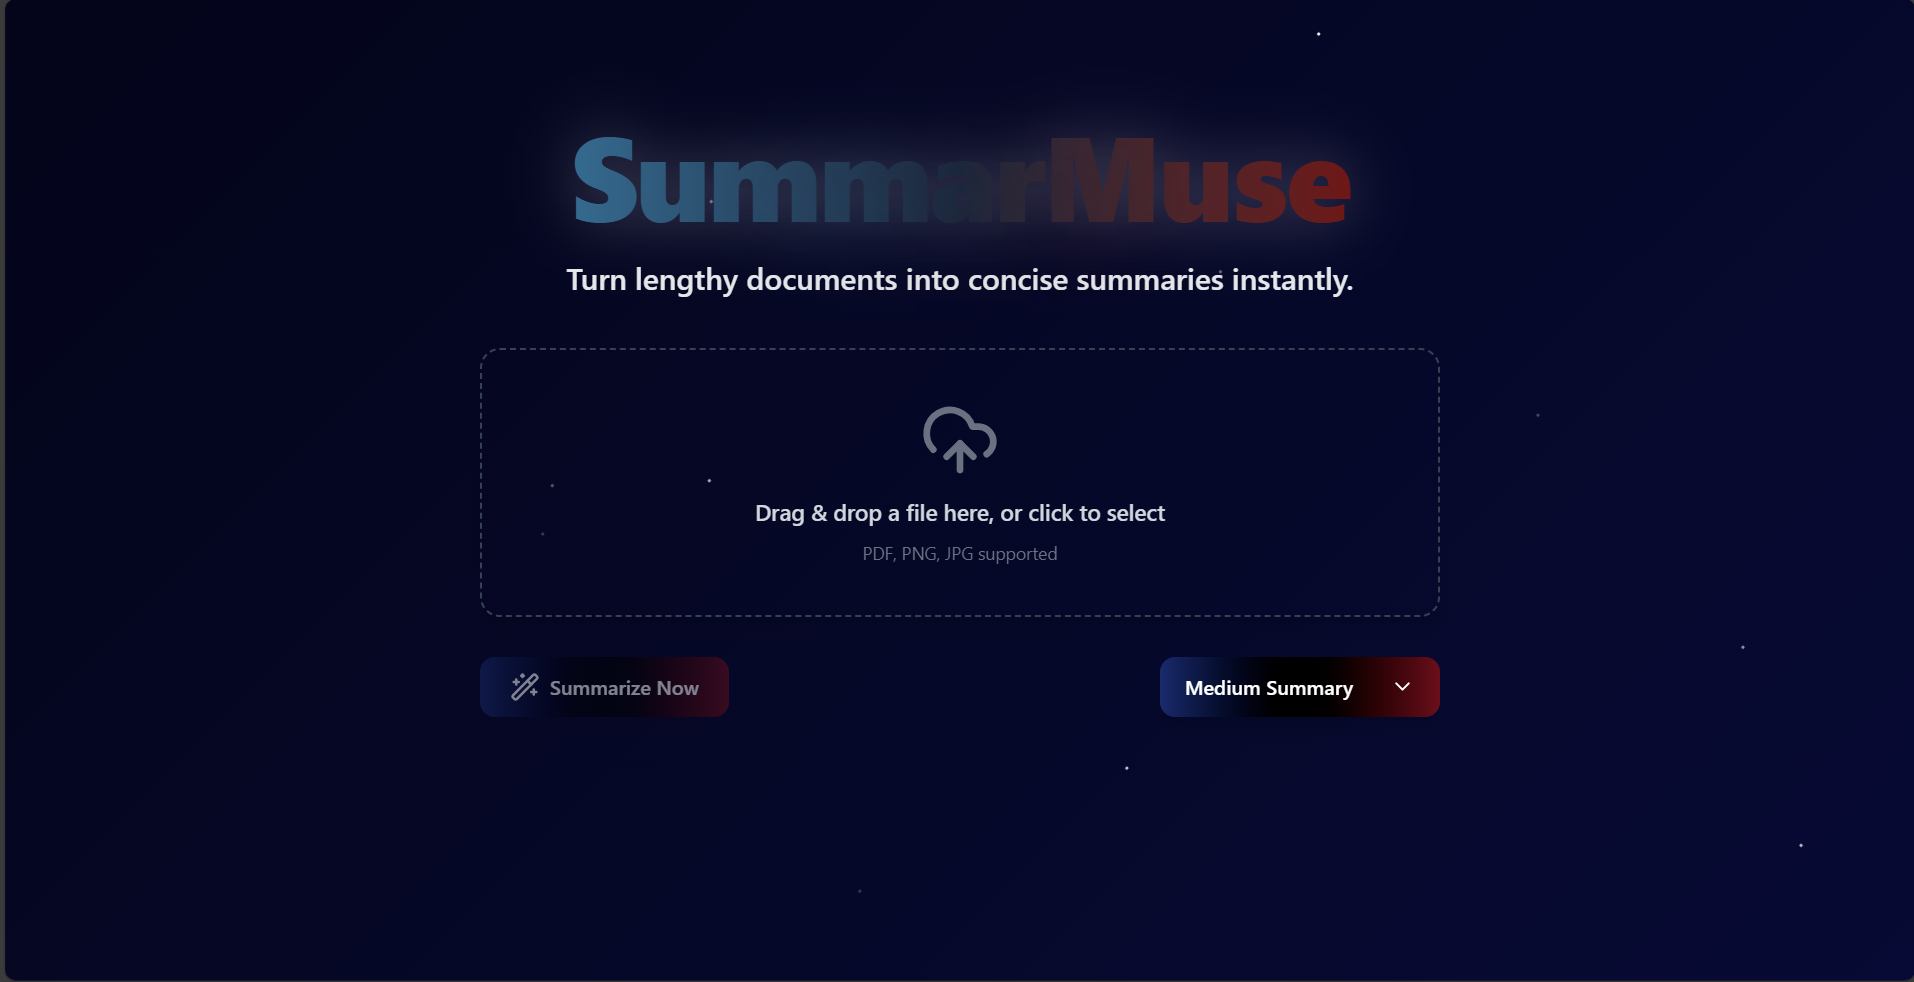 SummarMuse
Turn lengthy documents into concise summaries instantly.
Drag & drop a file here, or click to select
PDF, PNG, JPG supported
Summarize Now
Medium Summary